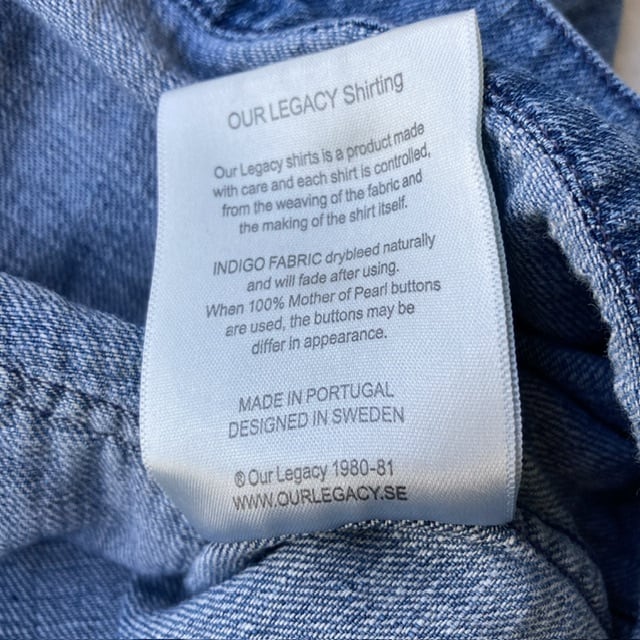 OUR LEGACY Shirting
Our Legacy shirts is a product made
with care and each shirt is controlled,
from the weaving of the fabric and
the making of the shirt itself.
INDIGO FABRIC drybleed naturally
and will fade after using.
When 100% Mother of Pearl buttons
are used, the buttons may be
differ in appearance.
MADE IN PORTUGAL
DESIGNED IN SWEDEN
® Our Legacy 1980-81
WWW.OURLEGACY.SE